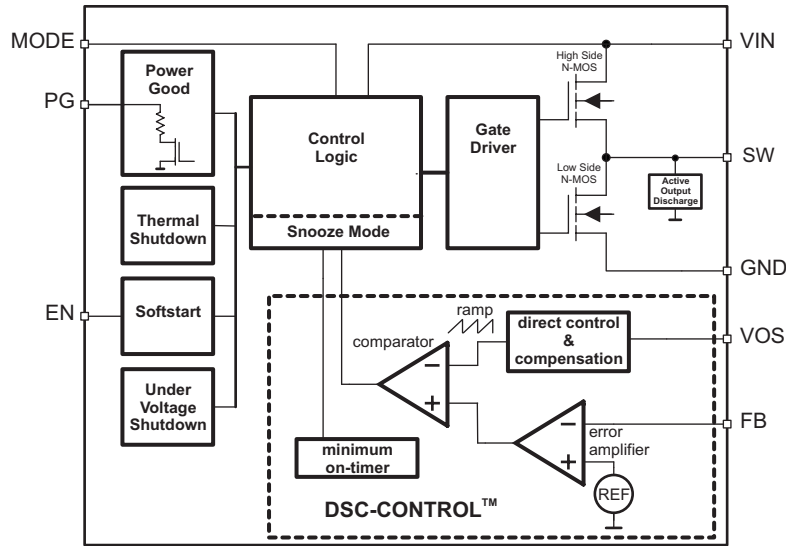 MODE
PG
EN
Power
Good
Thermal
Shutdown
Softstart
Under
Voltage
Shutdown
Control
Logic
Snooze Mode
Gate
Driver
High Side
N-MOS
Low Side
N-MOS
Active
Output
Discharge
VIN
SW
GND
VOS
FB
ramp
comparator
direct control
&
compensation
−
+
−
+
error
amplifier
REF
minimum
on-timer
DSC-CONTROL™